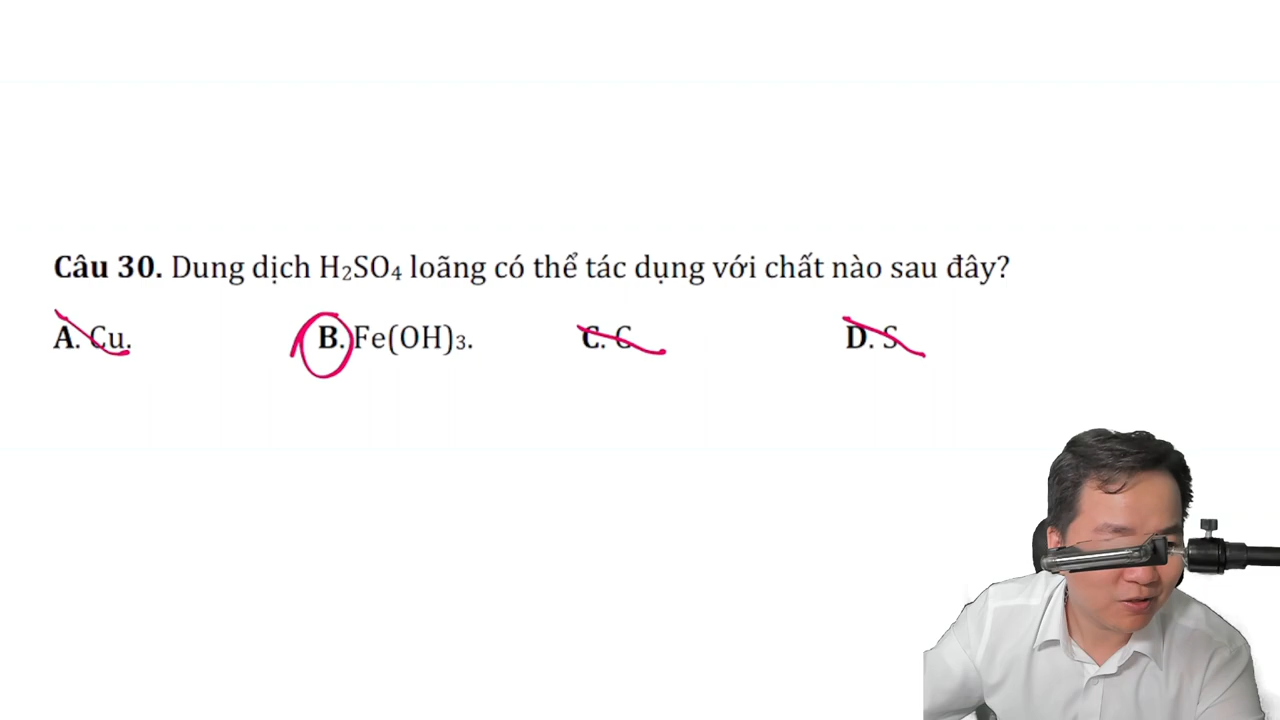 Câu 30. Dung dịch H₂SO₄ loãng có thể tác dụng với chất nào sau đây?
A. Cu. B. Fe(OH)₃. C. C D. S